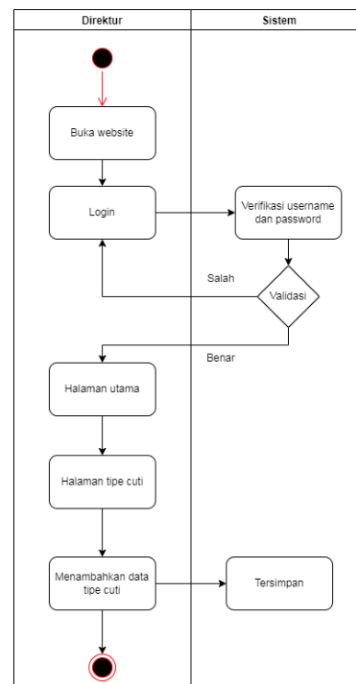 Direktur
Sistem
Buka website
Login
Verifikasi username
dan password
Salah
Validasi
Benar
Halaman utama
Halaman tipe cuti
Menambahkan data
tipe cuti
Tersimpan